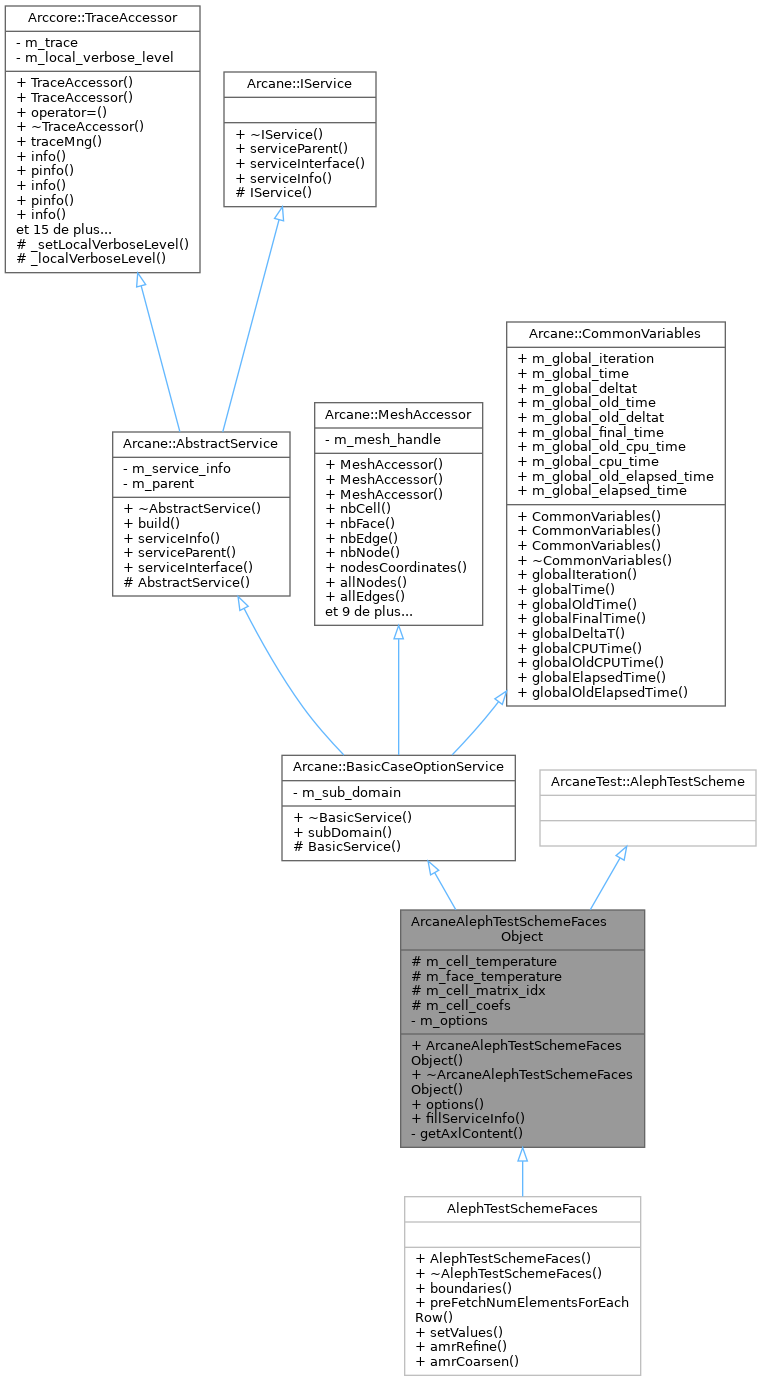 Arccore::TraceAccessor
- m_trace
- m_local_verbose_level
+ TraceAccessor()
+ TraceAccessor()
+ operator=()
+ ~TraceAccessor()
+ traceMng()
+ info()
+ pinfo()
+ info()
+ pinfo()
+ info()
et 15 de plus...
# _setLocalVerboseLevel()
# _localVerboseLevel()
Arcane::IService
+ ~IService()
+ serviceParent()
+ serviceInterface()
+ serviceInfo()
# IService()
Arcane::AbstractService
- m_service_info
- m_parent
+ ~AbstractService()
+ build()
+ serviceInfo()
+ serviceParent()
+ serviceInterface()
# AbstractService()
Arcane::MeshAccessor
- m_mesh_handle
+ MeshAccessor()
+ MeshAccessor()
+ MeshAccessor()
+ nbCell()
+ nbFace()
+ nbEdge()
+ nbNode()
+ nodesCoordinates()
+ allNodes()
+ allEdges()
et 9 de plus...
Arcane::CommonVariables
+ m_global_iteration
+ m_global_time
+ m_global_deltat
+ m_global_old_time
+ m_global_old_deltat
+ m_global_final_time
+ m_global_old_cpu_time
+ m_global_cpu_time
+ m_global_old_elapsed_time
+ m_global_elapsed_time
+ CommonVariables()
+ CommonVariables()
+ CommonVariables()
+ ~CommonVariables()
+ globalIteration()
+ globalTime()
+ globalOldTime()
+ globalFinalTime()
+ globalDeltaT()
+ globalCPUTime()
+ globalOldCPUTime()
+ globalElapsedTime()
+ globalOldElapsedTime()
Arcane::BasicCaseOptionService
- m_sub_domain
+ ~BasicService()
+ subDomain()
# BasicService()
ArcaneTest::AlephTestScheme
ArcaneAlephTestSchemeFaces
Object
# m_cell_temperature
# m_face_temperature
# m_cell_matrix_idx
# m_cell_coefs
- m_options
+ ArcaneAlephTestSchemeFaces
Object()
+ ~ArcaneAlephTestSchemeFaces
Object()
+ options()
+ fillServiceInfo()
- getAxlContent()
AlephTestSchemeFaces
+ AlephTestSchemeFaces()
+ ~AlephTestSchemeFaces()
+ boundaries()
+ preFetchNumElementsForEach
Row()
+ setValues()
+ amrRefine()
+ amrCoarsen()